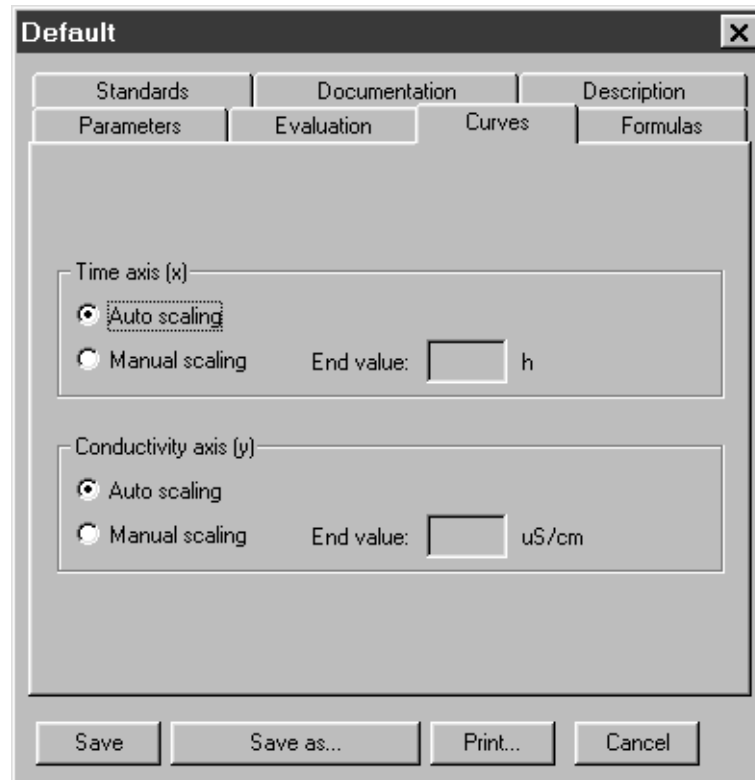 Default
Standards Documentation Description
Parameters Evaluation Curves Formulas
Time axis (x)
Auto scaling
Manual scaling End value: h
Conductivity axis (y)
Auto scaling
Manual scaling End value: uS/cm
Save Save as... Print... Cancel